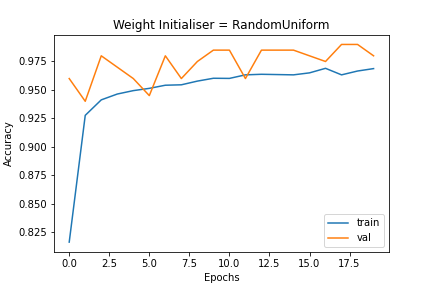 Weight Initialiser = RandomUniform
Accuracy
0.975
0.950
0.925
0.900
0.875
0.850
0.825
0.0 2.5 5.0 7.5 10.0 12.5 15.0 17.5
Epochs
train
val